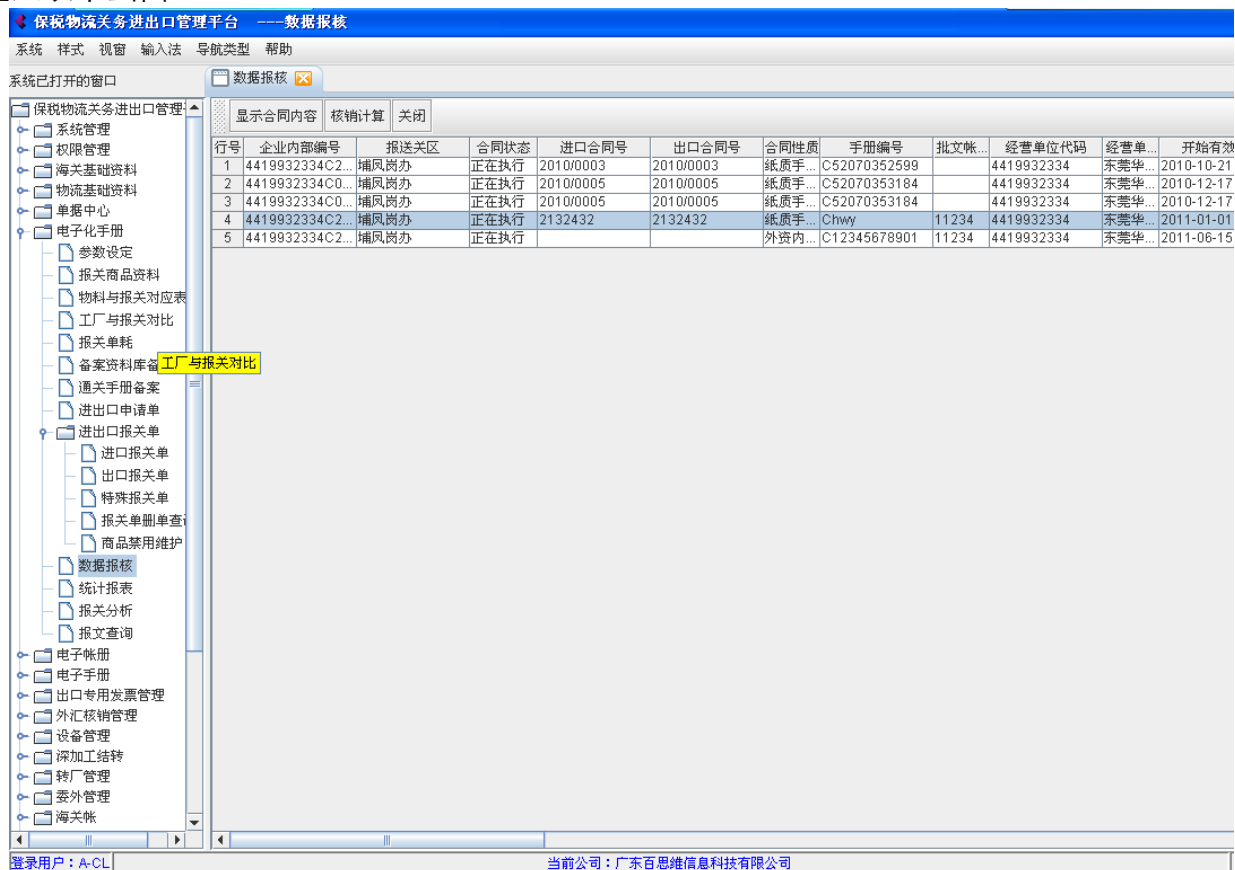 保税物流关务进出口管理平台 ---数据报核
系统 样式 视窗 输入法 导航类型 帮助
系统已打开的窗口
数据报核
保税物流关务进出口管理
系统管理
权限管理
海关基础资料
物流基础资料
单据中心
电子化手册
参数设定
报关商品资料
物料与报关对应表
工厂与报关对比
报关单耗
备案资料库备
工厂与报关对比
通关手册备案
进出口申请单
进出口报关单
进口报关单
出口报关单
特殊报关单
报关单删单查
商品禁用维护
数据报核
统计报表
报关分析
报文查询
电子帐册
电子手册
出口专用发票管理
外汇核销管理
设备管理
深加工结转
转厂管理
委外管理
海关帐
显示合同内容 核销计算 关闭
行号 企业内部编号 报送关区 合同状态 进口合同号 出口合同号 合同性质 手册编号 批文帐... 经营单位代码 经营单... 开始有效
1 4419932334C2... 埔凤岗办 正在执行 2010/0003 2010/0003 纸质手... C52070352599 4419932334 东莞华... 2010-10-21
2 4419932334C0... 埔凤岗办 正在执行 2010/0005 2010/0005 纸质手... C52070353184 4419932334 东莞华... 2010-12-17
3 4419932334C0... 埔凤岗办 正在执行 2010/0005 2010/0005 纸质手... C52070353184 4419932334 东莞华... 2010-12-17
4 4419932334C2... 埔凤岗办 正在执行 2132432 2132432 纸质手... Chwy 11234 4419932334 东莞华... 2011-01-01
5 4419932334C2... 埔凤岗办 正在执行 外资内... C12345678901 11234 4419932334 东莞华... 2011-06-15
登录用户：A-CL 当前公司：广东百思维信息科技有限公司